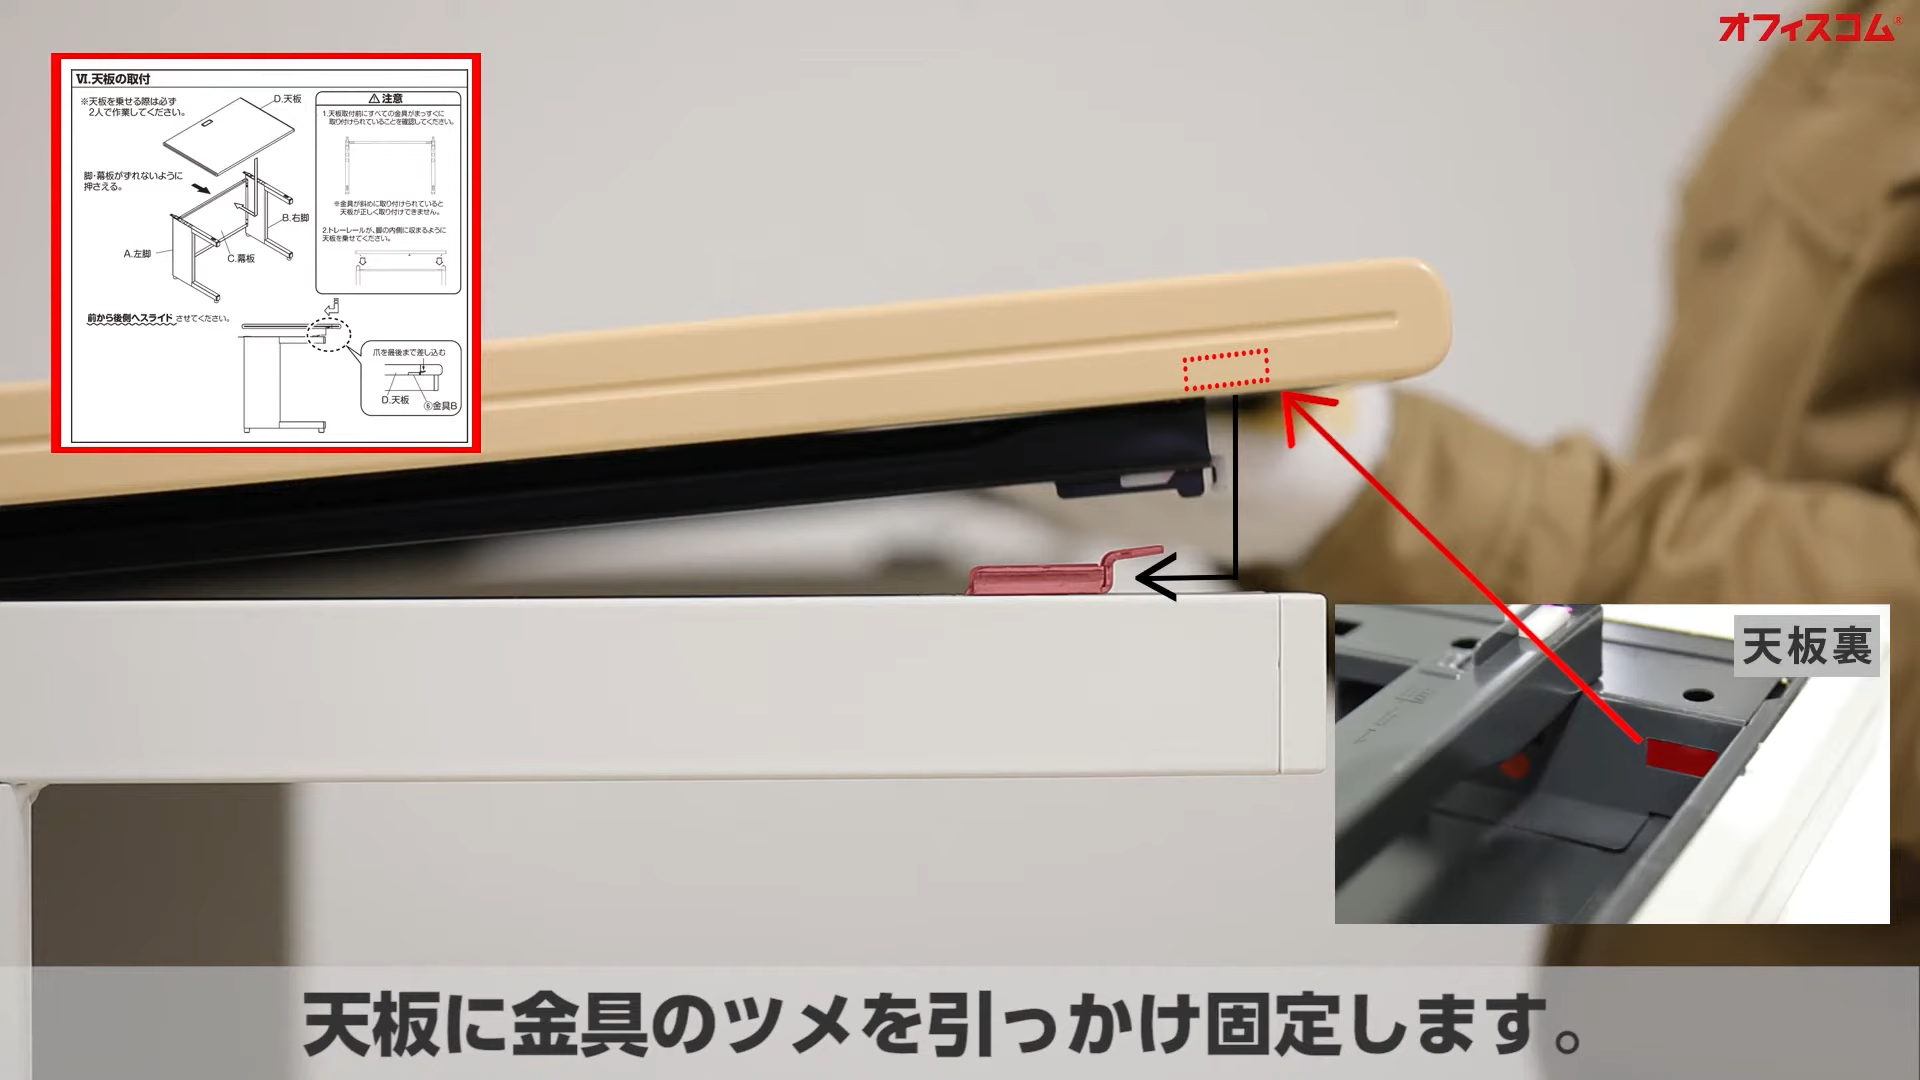 オフィスコム®
Ⅵ.天板の取付
※天板を乗せる際は必ず
2人で作業してください。
D.天板
脚・幕板がずれないように
押さえる。
B.右脚
A.左脚
C.幕板
⚠注意
1.天板取付前にすべての金具がまっすぐに
取り付けられていることを確認してください。
※金具が斜めに取り付けられていると
天板が正しく取り付けできません。
2.トレーレールが、脚の内側に収まるように
天板を乗せてください。
前から後側へスライドさせてください。
爪を最後まで差し込む
D.天板
⑥金具B
天板裏
天板に金具のツメを引っかけ固定します。